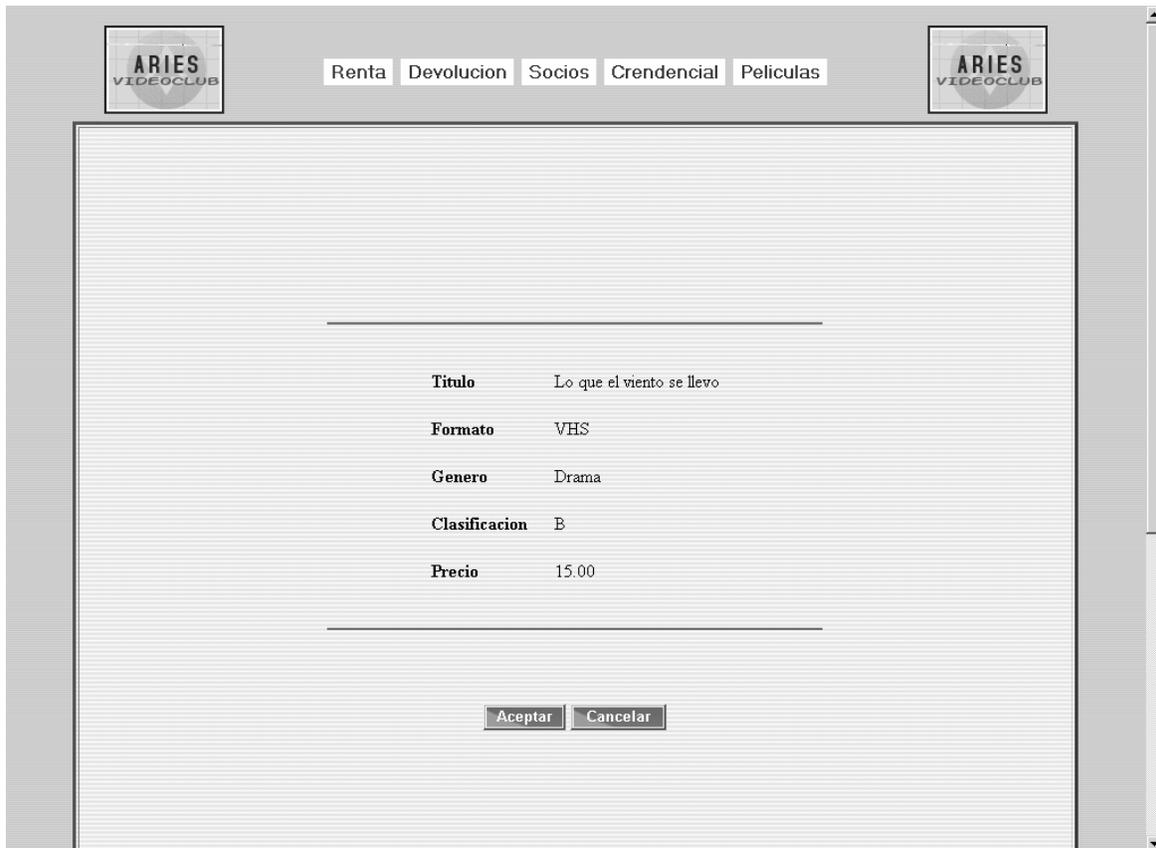 ARIES
VIDEOCLUB
Renta Devolucion Socios Crendencial Peliculas
ARIES
VIDEOCLUB
Titulo Lo que el viento se llevo
Formato VHS
Genero Drama
Clasificacion B
Precio 15.00
Aceptar Cancelar